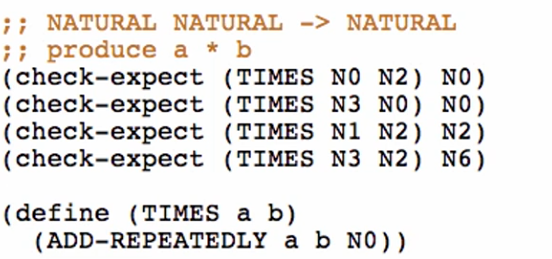 ;; NATURAL NATURAL -> NATURAL
;; produce a * b
(check-expect (TIMES N0 N2) N0)
(check-expect (TIMES N3 N0) N0)
(check-expect (TIMES N1 N2) N2)
(check-expect (TIMES N3 N2) N6)
(define (TIMES a b)
(ADD-REPEATEDLY a b N0))